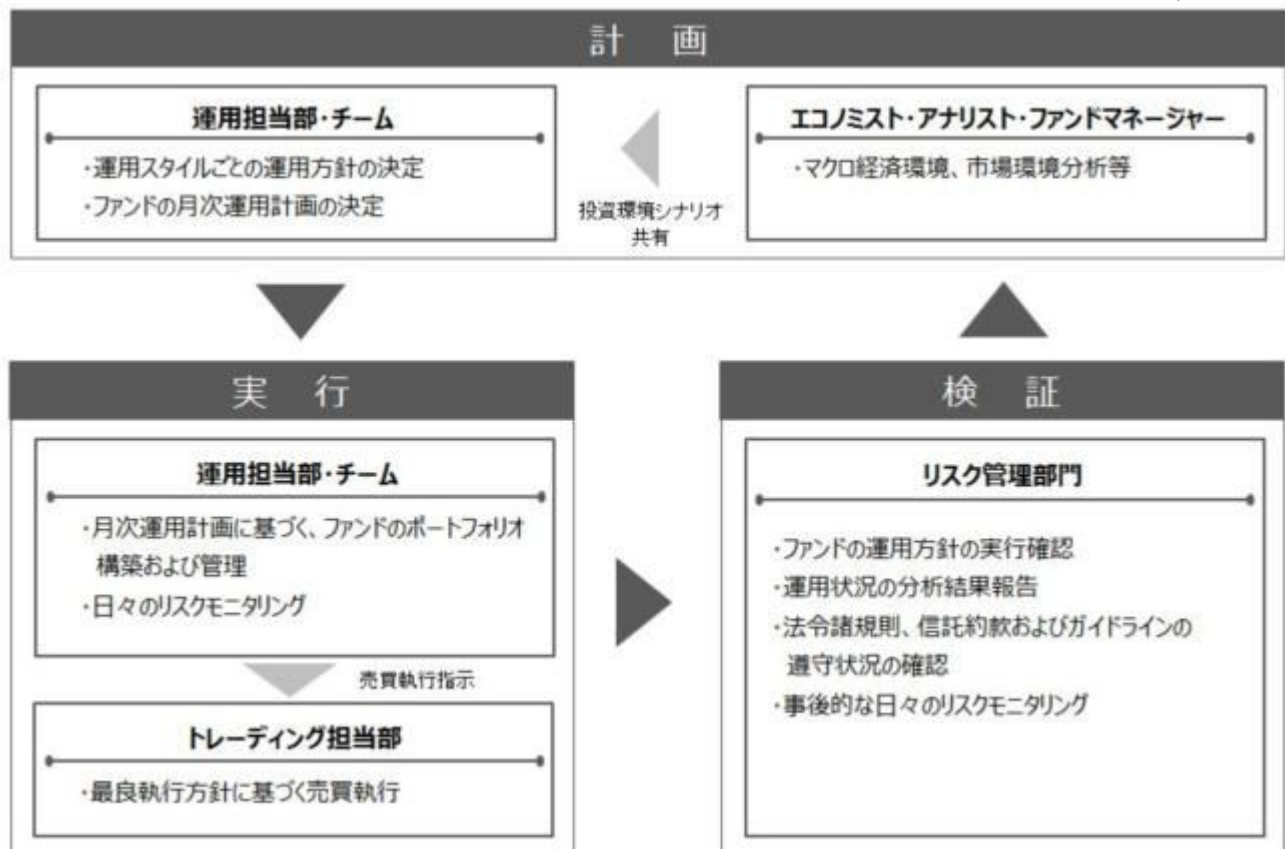 計　画
運用担当部・チーム
・運用スタイルごとの運用方針の決定
・ファンドの月次運用計画の決定
投資環境シナリオ
共有
エコノミスト・アナリスト・ファンドマネージャー
・マクロ経済環境、市場環境分析等
実　行
運用担当部・チーム
・月次運用計画に基づく、ファンドのポートフォリオ
構築および管理
・日々のリスクモニタリング
売買執行指示
トレーディング担当部
・最良執行方針に基づく売買執行
検　証
リスク管理部門
・ファンドの運用方針の実行確認
・運用状況の分析結果報告
・法令諸規則、信託約款およびガイドラインの
遵守状況の確認
・事後的な日々のリスクモニタリング